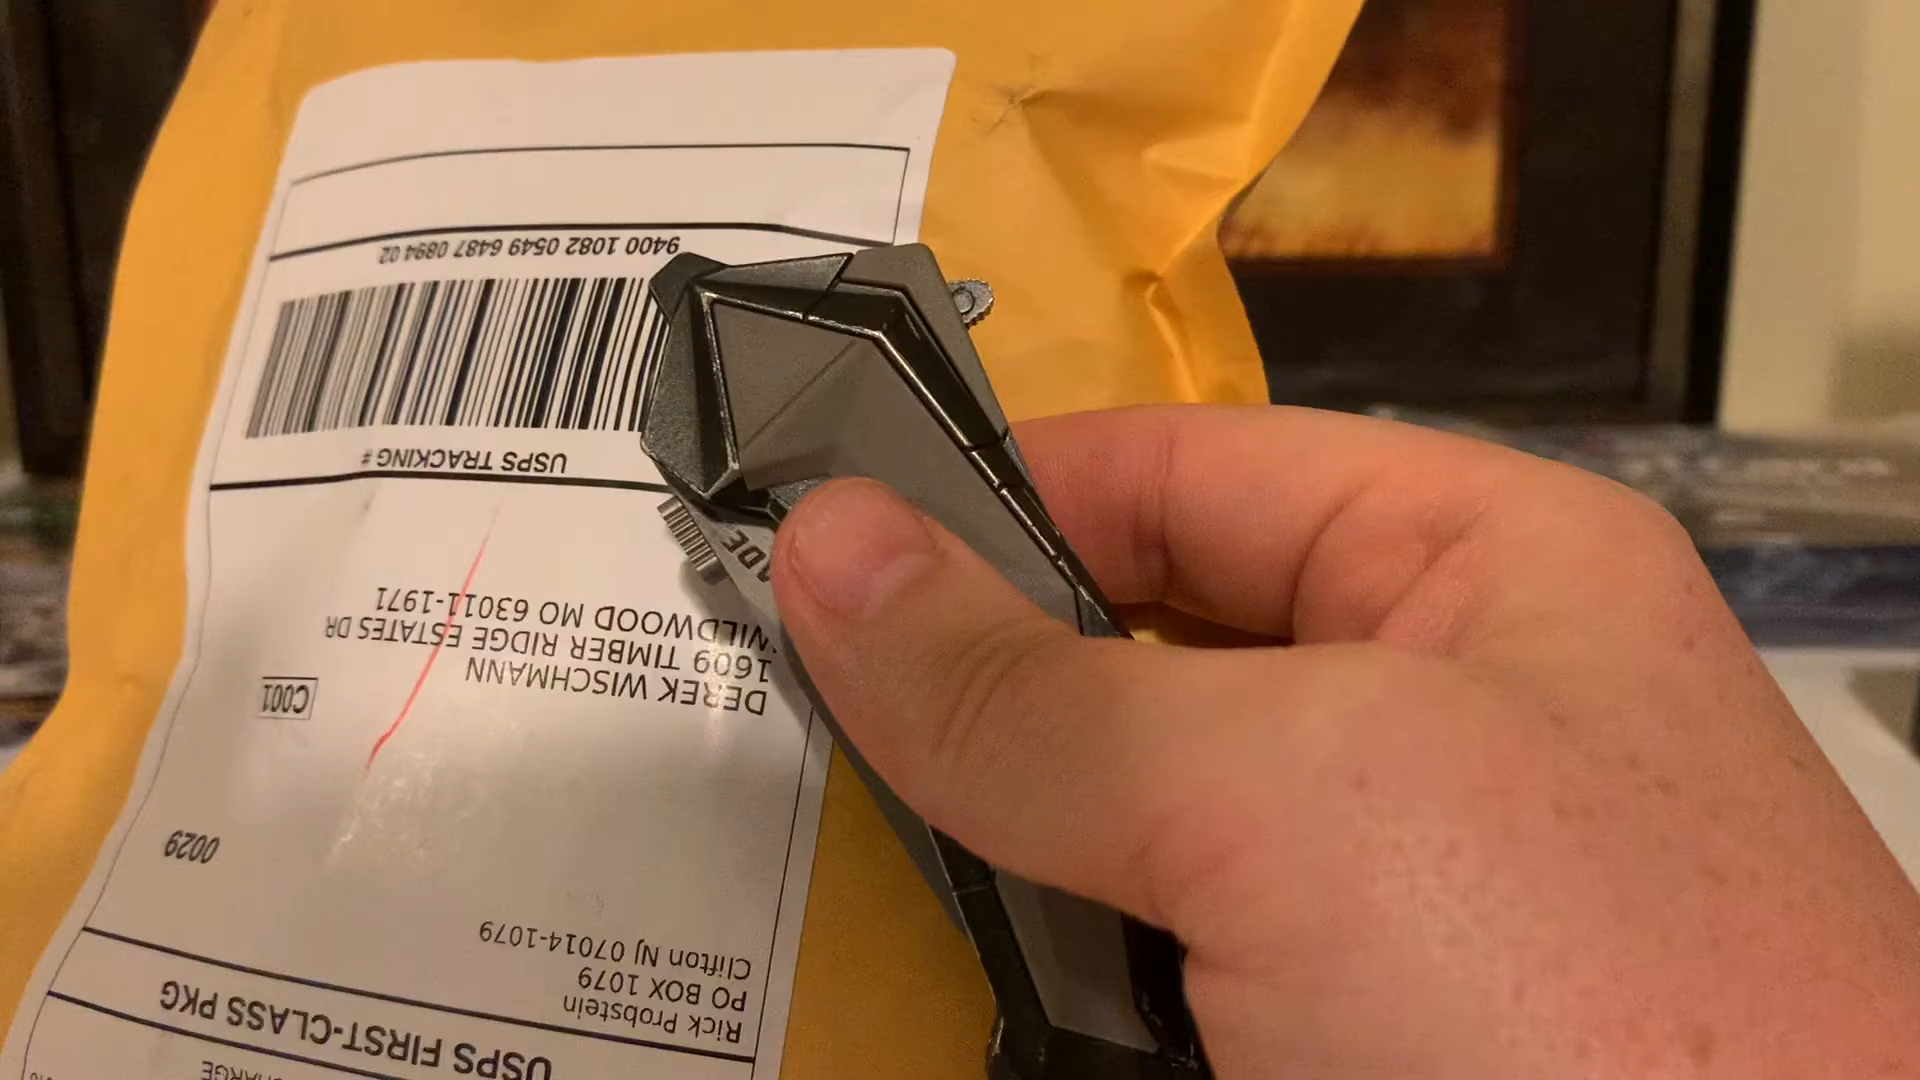 USPS FIRST-CLASS PKG
Rick Probstein
PO BOX 1079
Clifton NJ 07014-1079
0029
C001
DEREK WISCHMANN
1609 TIMBER RIDGE ESTATES DR
WILDWOOD MO 63011-1971
USPS TRACKING #
9400 1082 0549 6487 0894 02